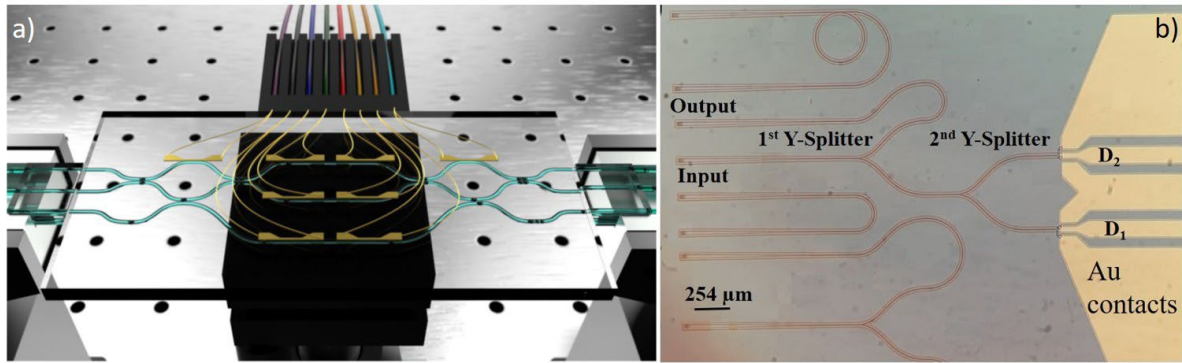 a)
b)
Output
1st Y-Splitter
2nd Y-Splitter
D2
Input
D1
254 μm
Au
contacts